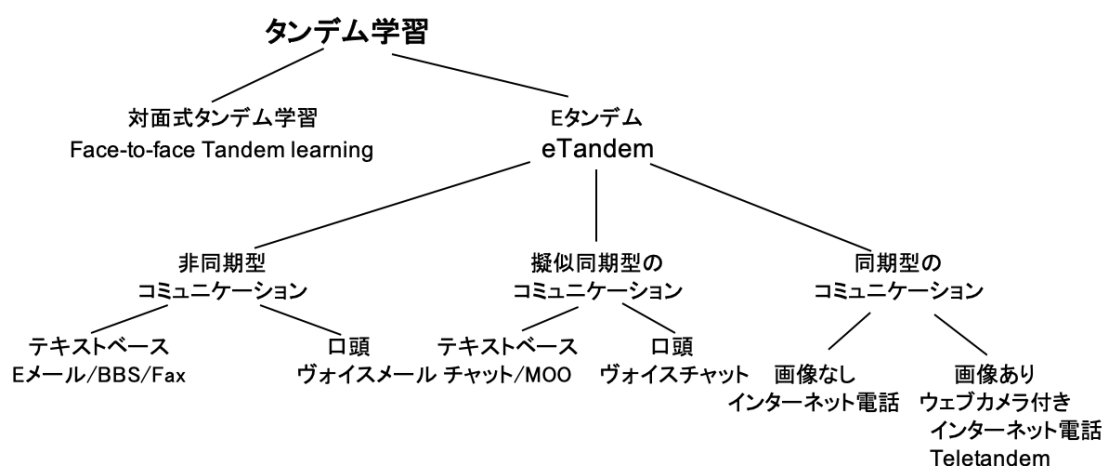 タンデム学習
対面式タンデム学習
Face-to-face Tandem learning
Eタンデム
eTandem
非同期型
コミュニケーション
擬似同期型の
コミュニケーション
同期型の
コミュニケーション
テキストベース
Eメール/BBS/Fax
口頭
ヴォイスメール
テキストベース
チャット/MOO
口頭
ヴォイスチャット
画像なし
インターネット電話
画像あり
ウェブカメラ付き
インターネット電話
Teletandem